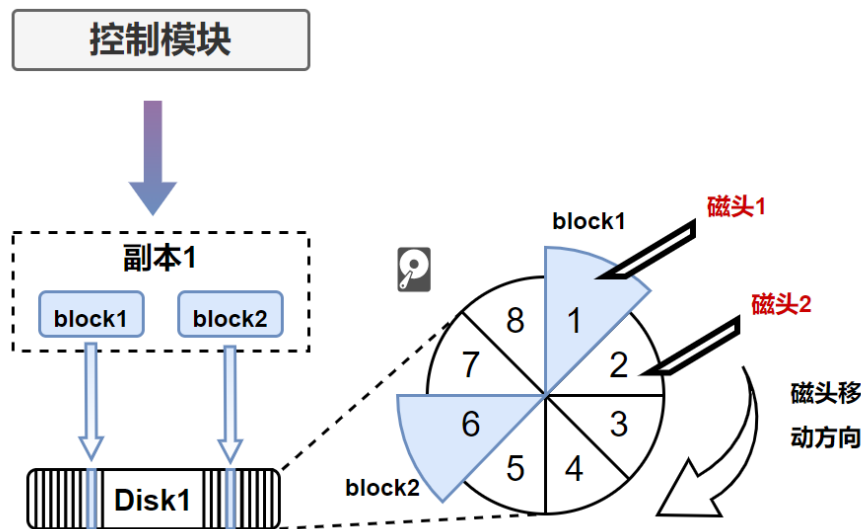 控制模块
副本1
block1
block2
Disk1
block1
磁头1
磁头2
8
1
7
2
6
3
5
4
block2
磁头移
动方向